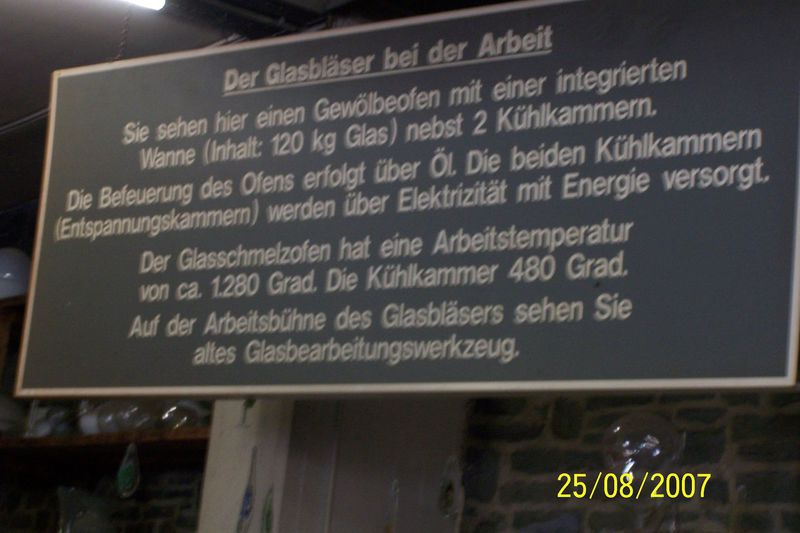 Der Glasbläser bei der Arbeit
Sie sehen hier einen Gewölbeofen mit einer integrierten
Wanne (Inhalt: 120 kg Glas) nebst 2 Kühlkammern.
Die Befeuerung des Ofens erfolgt über Öl. Die beiden Kühlkammern
(Entspannungskammern) werden über Elektrizität mit Energie versorgt.
Der Glasschmelzofen hat eine Arbeitstemperatur
von ca. 1.280 Grad. Die Kühlkammer 480 Grad.
Auf der Arbeitsbühne des Glasbläsers sehen Sie
altes Glasbearbeitungswerkzeug.
25/08/2007